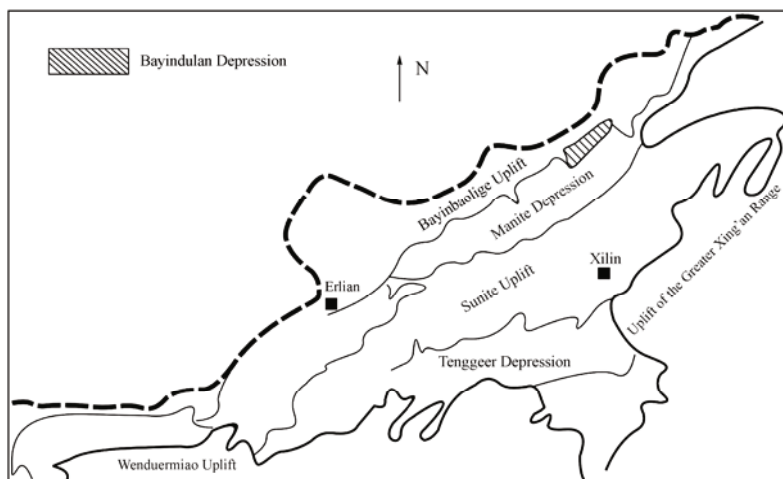 Bayindulan Depression
N
Bayinbaolige Uplift
Manite Depression
Xilin
Erlian
Sunite Uplift
Uplift of the Greater Xing'an Range
Tenggeer Depression
Wenduermiao Uplift